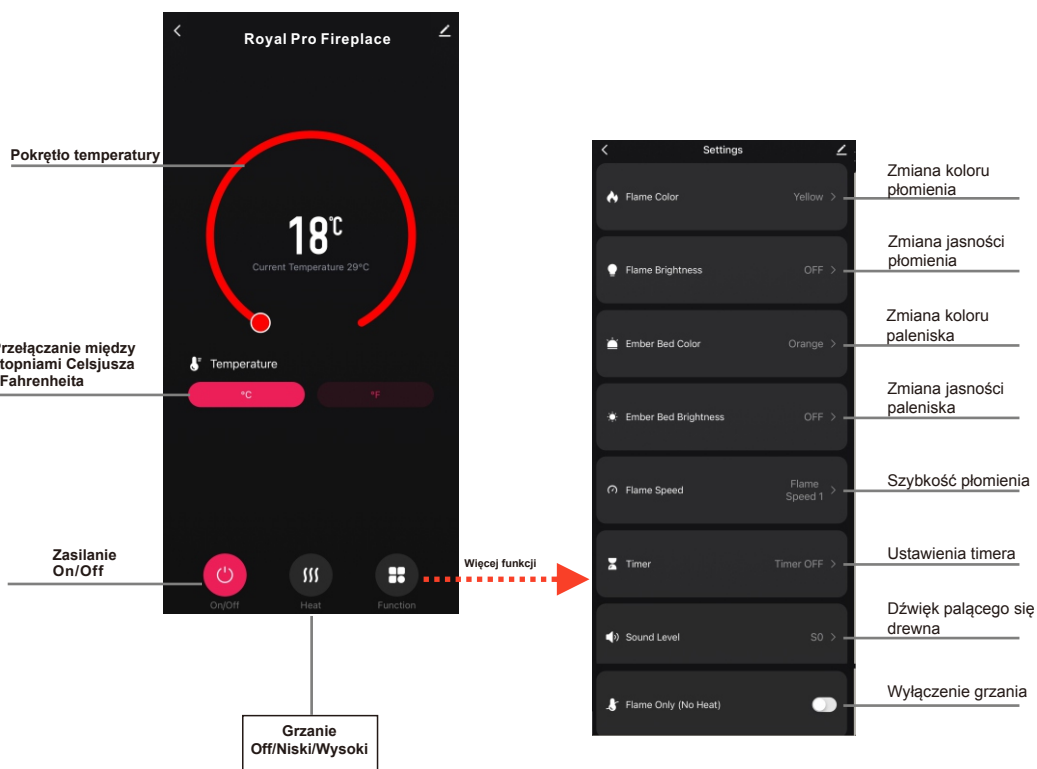 Royal Pro Fireplace
Pokrętło temperatury
18°C
Current Temperature 29°C
Przełączanie między
stopniami Celsjusza
Fahrenheita
Temperature
°C
°F
Zasilanie
On/Off
On/Off
Heat
Function
Więcej funkcji
Grzanie
Off/Niski/Wysoki
Settings
Flame Color
Yellow
Zmiana koloru
płomienia
Flame Brightness
OFF
Zmiana jasności
płomienia
Ember Bed Color
Orange
Zmiana koloru
paleniska
Ember Bed Brightness
OFF
Zmiana jasności
paleniska
Flame Speed
Flame
Speed 1
Szybkość płomienia
Timer
Timer OFF
Ustawienia timera
Sound Level
S0
Dźwięk palącego się
drewna
Flame Only (No Heat)
Wyłączenie grzania